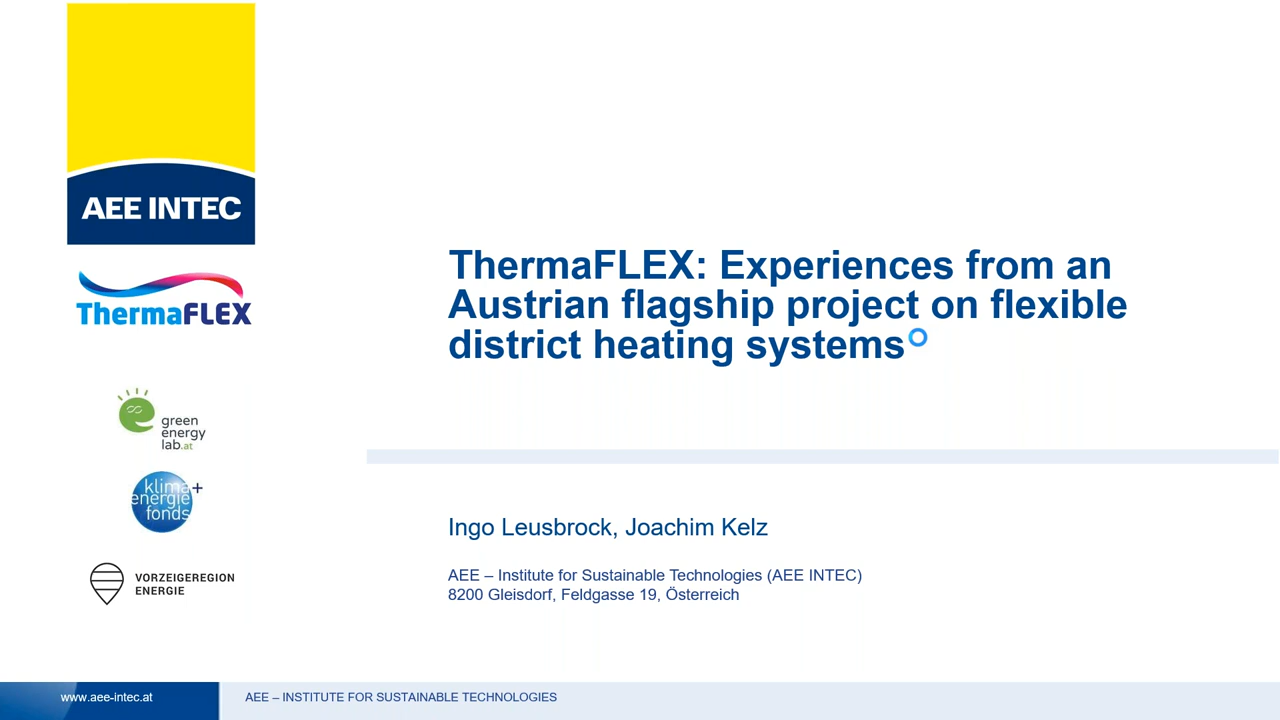 AEE INTEC
ThermaFLEX
green
energy
lab.at
klima+
energie
fonds
VORZEIGEREGION
ENERGIE
ThermaFLEX: Experiences from an
Austrian flagship project on flexible
district heating systems
Ingo Leusbrock, Joachim Kelz
AEE – Institute for Sustainable Technologies (AEE INTEC)
8200 Gleisdorf, Feldgasse 19, Österreich
www.aee-intec.at
AEE – INSTITUTE FOR SUSTAINABLE TECHNOLOGIES